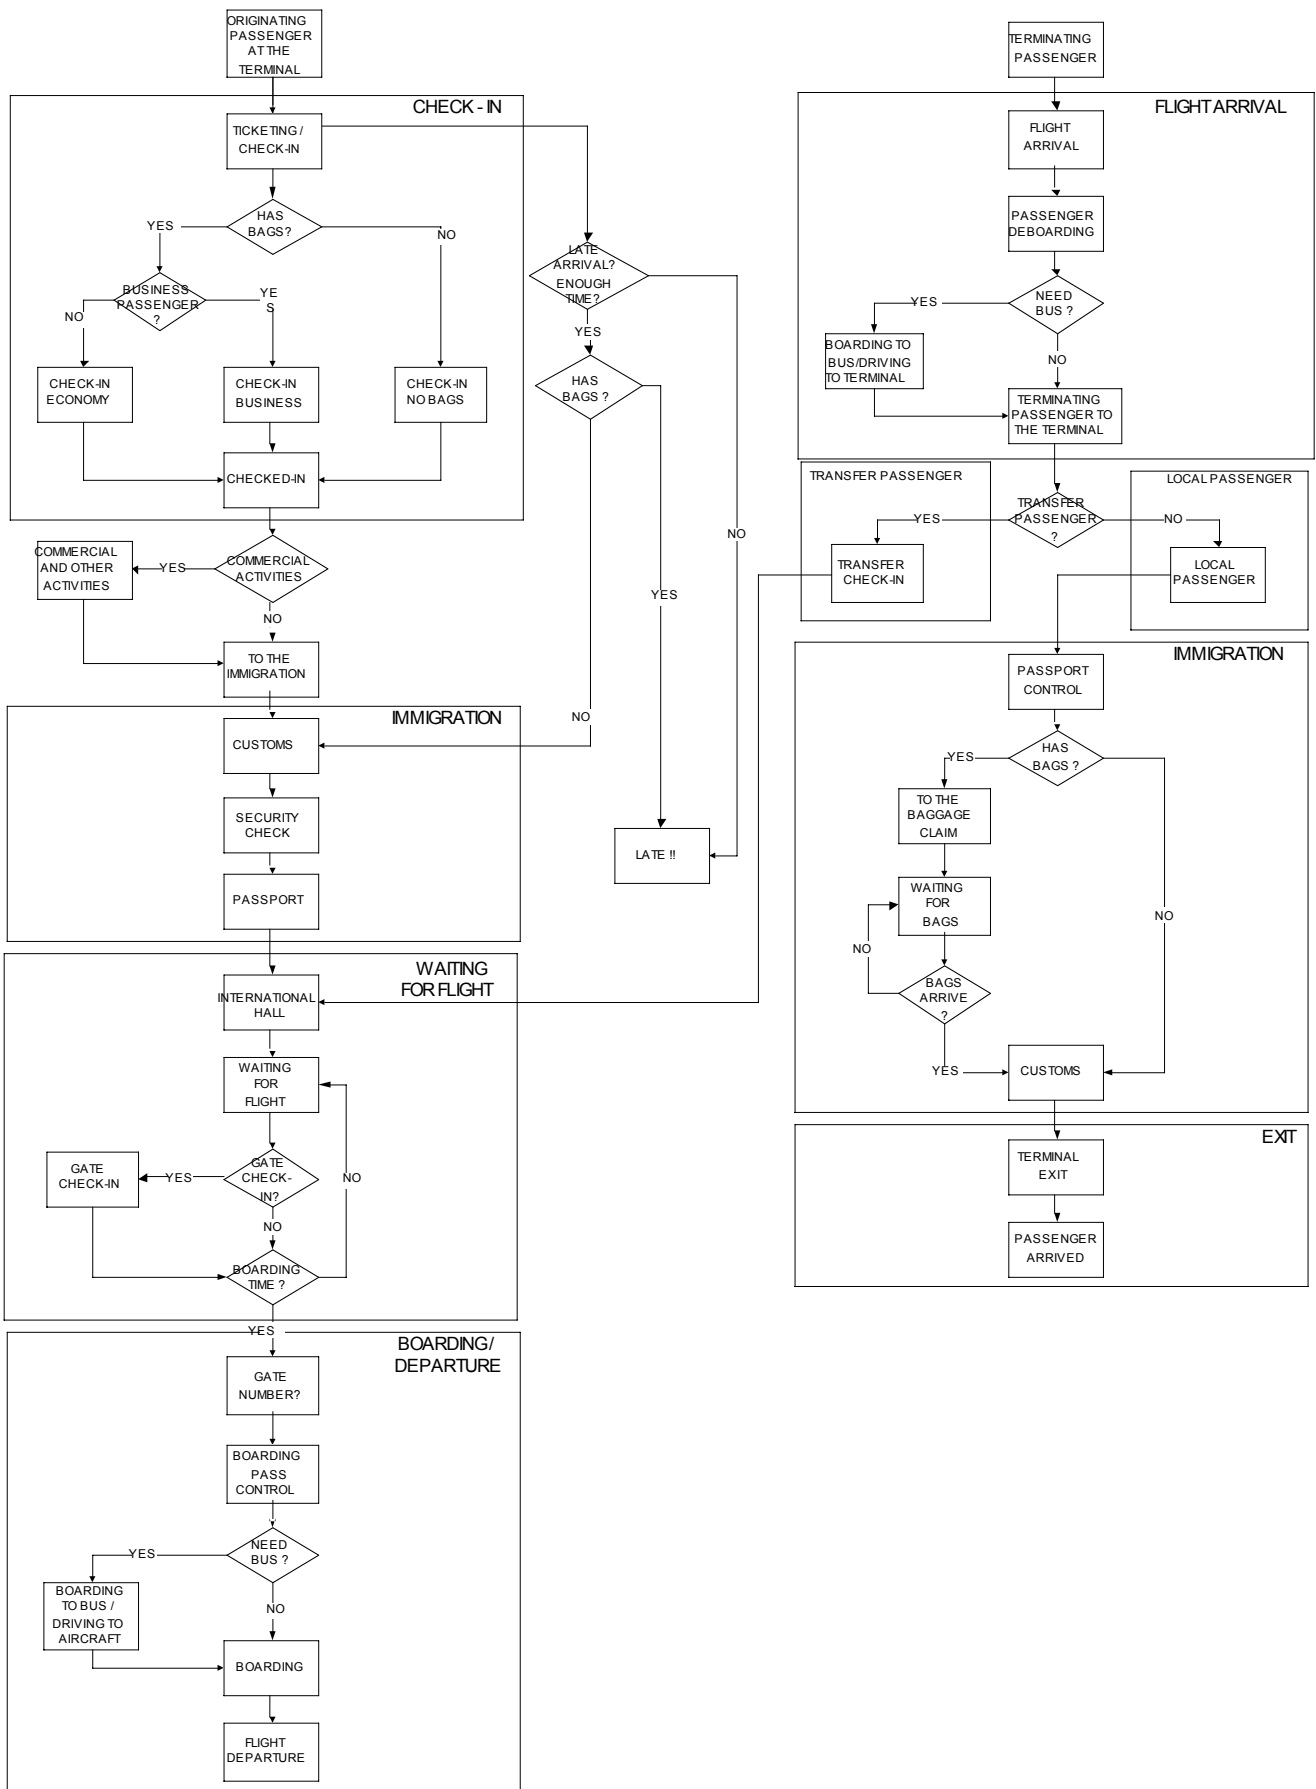 ORIGINATING
PASSENGER
AT THE
TERMINAL
CHECK - IN
TICKETING /
CHECK-IN
HAS
BAGS?
YES
NO
BUSINESS
PASSENGER
?
YE
S
NO
CHECK-IN
ECONOMY
CHECK-IN
BUSINESS
CHECK-IN
NO BAGS
CHECKED-IN
LATE
ARRIVAL?
ENOUGH
TIME?
YES
HAS
BAGS ?
NO
YES
NO
LATE !!
COMMERCIAL
ACTIVITIES
YES
COMMERCIAL
AND OTHER
ACTIVITIES
NO
TO THE
IMMIGRATION
IMMIGRATION
CUSTOMS
SECURITY
CHECK
PASSPORT
WAITING
FOR FLIGHT
INTERNATIONAL
HALL
WAITING
FOR
FLIGHT
GATE
CHECK-
IN?
YES
GATE
CHECK-IN
NO
NO
BOARDING
TIME ?
YES
BOARDING/
DEPARTURE
GATE
NUMBER?
BOARDING
PASS
CONTROL
NEED
BUS ?
YES
BOARDING
TO BUS /
DRIVING TO
AIRCRAFT
NO
BOARDING
FLIGHT
DEPARTURE
TERMINATING
PASSENGER
FLIGHT ARRIVAL
FLIGHT
ARRIVAL
PASSENGER
DEBOARDING
NEED
BUS ?
YES
BOARDING TO
BUS/DRIVING
TO TERMINAL
NO
TERMINATING
PASSENGER TO
THE TERMINAL
TRANSFER PASSENGER
LOCAL PASSENGER
TRANSFER
PASSENGER
?
YES
NO
TRANSFER
CHECK-IN
LOCAL
PASSENGER
IMMIGRATION
PASSPORT
CONTROL
HAS
BAGS ?
YES
TO THE
BAGGAGE
CLAIM
WAITING
FOR
BAGS
NO
NO
BAGS
ARRIVE
?
YES
CUSTOMS
EXIT
TERMINAL
EXIT
PASSENGER
ARRIVED